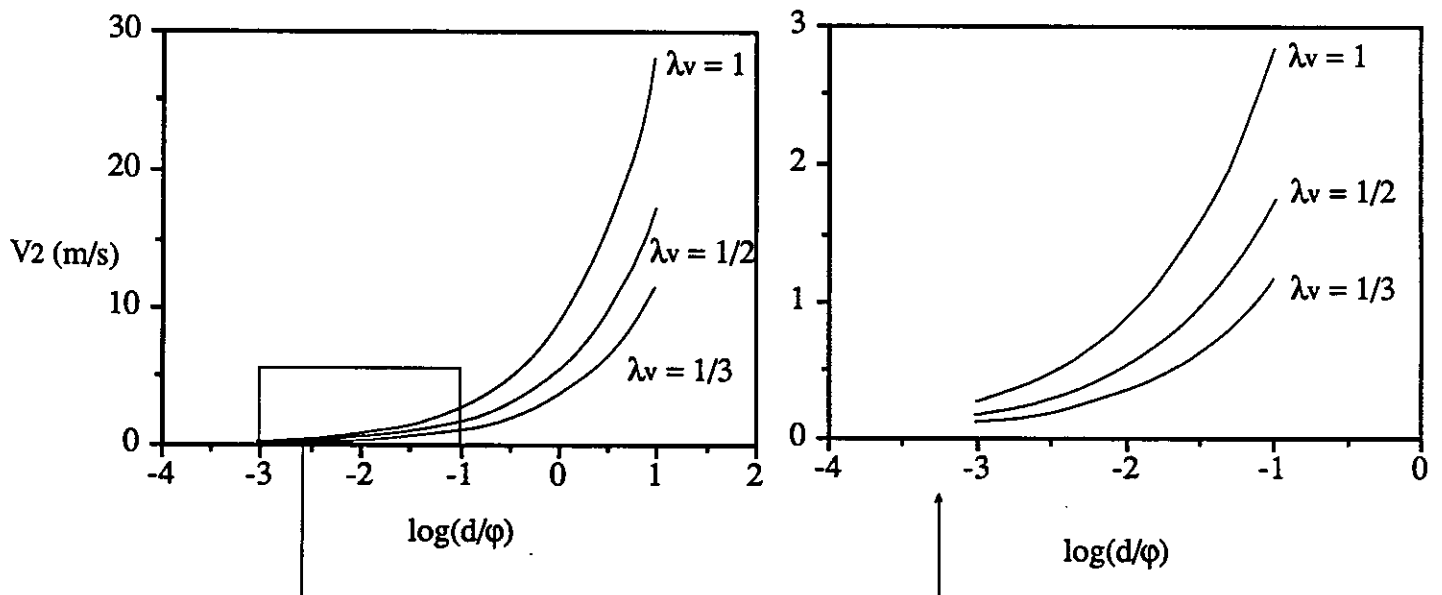 30
20
10
0
V2 (m/s)
λv = 1
λv = 1/2
λv = 1/3
-4 -3 -2 -1 0 1 2
log(d/φ)
3
2
1
0
λv = 1
λv = 1/2
λv = 1/3
-4 -3 -2 -1 0
log(d/φ)